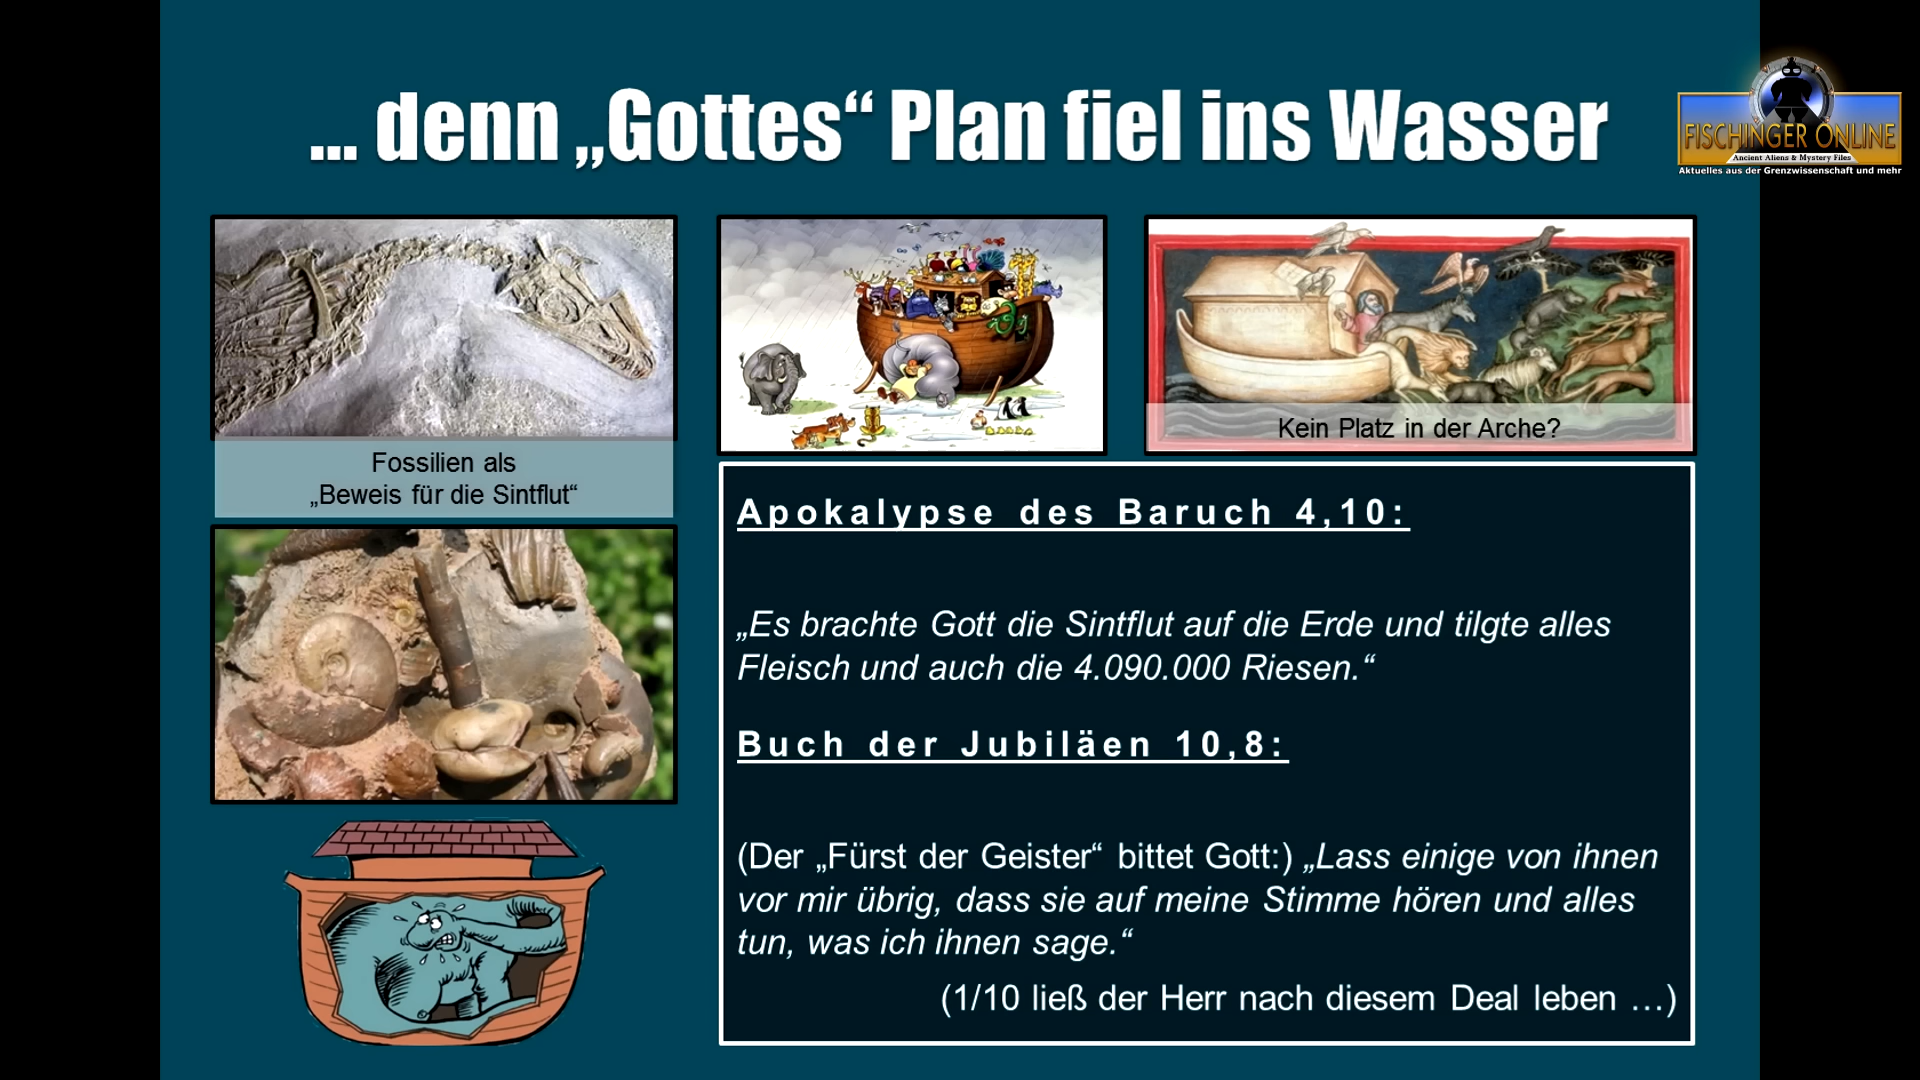 ... denn „Gottes“ Plan fiel ins Wasser
FISCHINGER ONLINE
Ancient Aliens & Mystery Files
Aktuelles aus der Grenzwissenschaft und mehr
Fossilien als
„Beweis für die Sintflut“
Kein Platz in der Arche?
Apokalypse des Baruch 4,10:
„Es brachte Gott die Sintflut auf die Erde und tilgte alles
Fleisch und auch die 4.090.000 Riesen.“
Buch der Jubiläen 10,8:
(Der „Fürst der Geister“ bittet Gott:) „Lass einige von ihnen
vor mir übrig, dass sie auf meine Stimme hören und alles
tun, was ich ihnen sage.“
(1/10 ließ der Herr nach diesem Deal leben …)